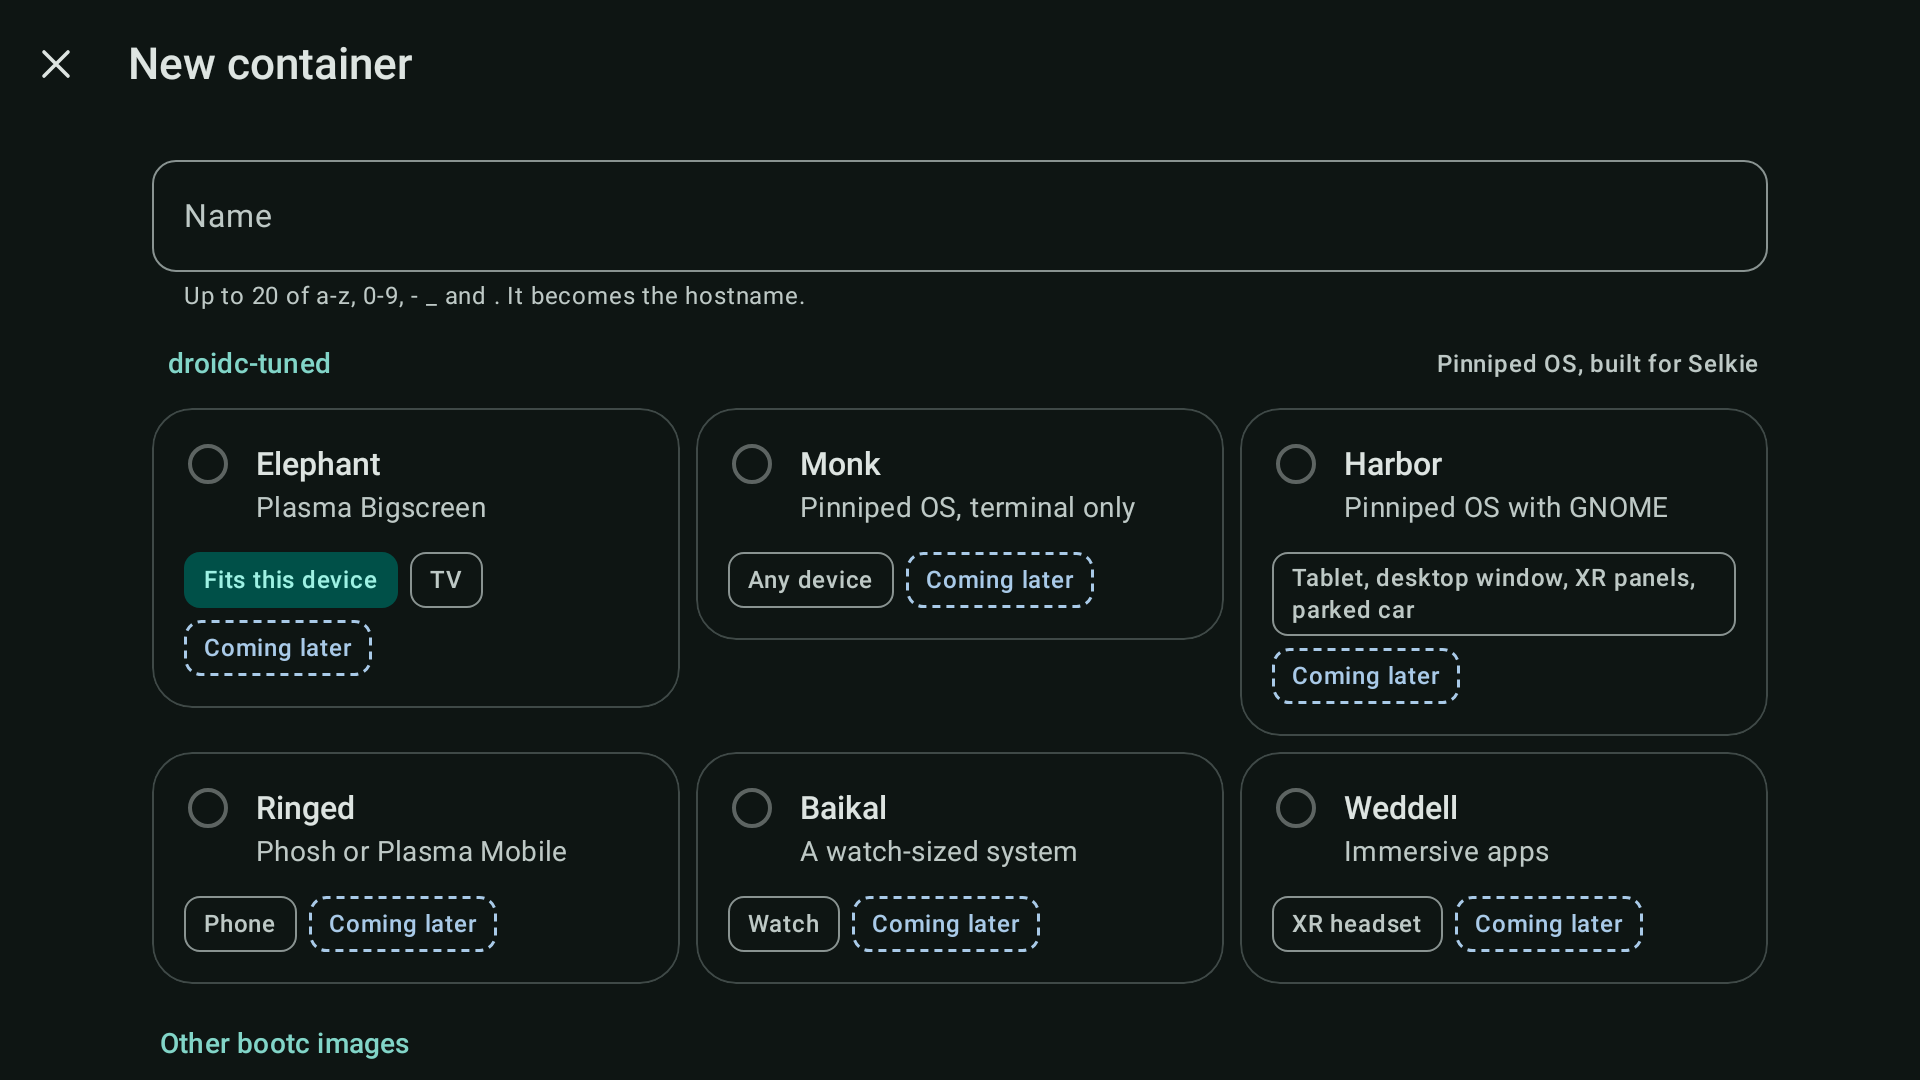 New container
Name
Up to 20 of a-z, 0-9, - _ and . It becomes the hostname.
droidc-tuned
Pinniped OS, built for Selkie
Elephant
Plasma Bigscreen
Fits this device
TV
Coming later
Monk
Pinniped OS, terminal only
Any device
Coming later
Harbor
Pinniped OS with GNOME
Tablet, desktop window, XR panels,
parked car
Coming later
Ringed
Phosh or Plasma Mobile
Phone
Coming later
Baikal
A watch-sized system
Watch
Coming later
Weddell
Immersive apps
XR headset
Coming later
Other bootc images